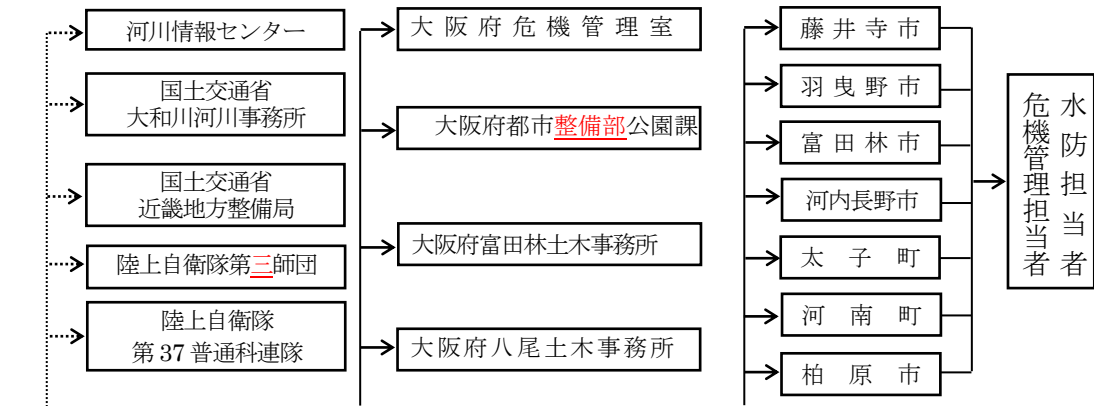 河川情報センター
国土交通省
大和川河川事務所
国土交通省
近畿地方整備局
陸上自衛隊第三師団
陸上自衛隊
第37普通科連隊
大阪府危機管理室
大阪府都市整備部公園課
大阪府富田林土木事務所
大阪府八尾土木事務所
藤井寺市
羽曳野市
富田林市
河内長野市
太子町
河南町
柏原市
水防担当者
危機管理担当者